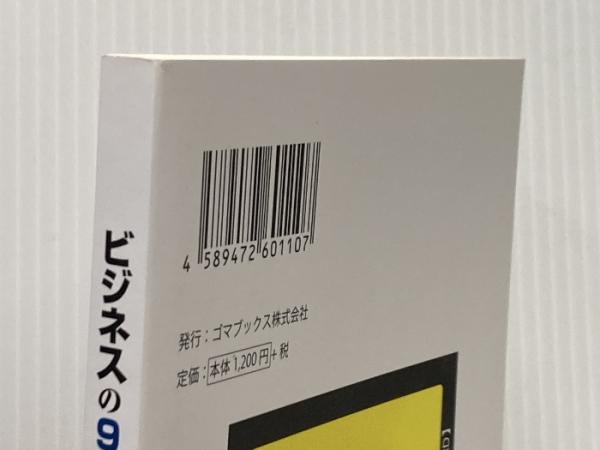 4 589472 601107
発行：ゴマブックス株式会社
定価：本体1,200円+税
ビジネスの9